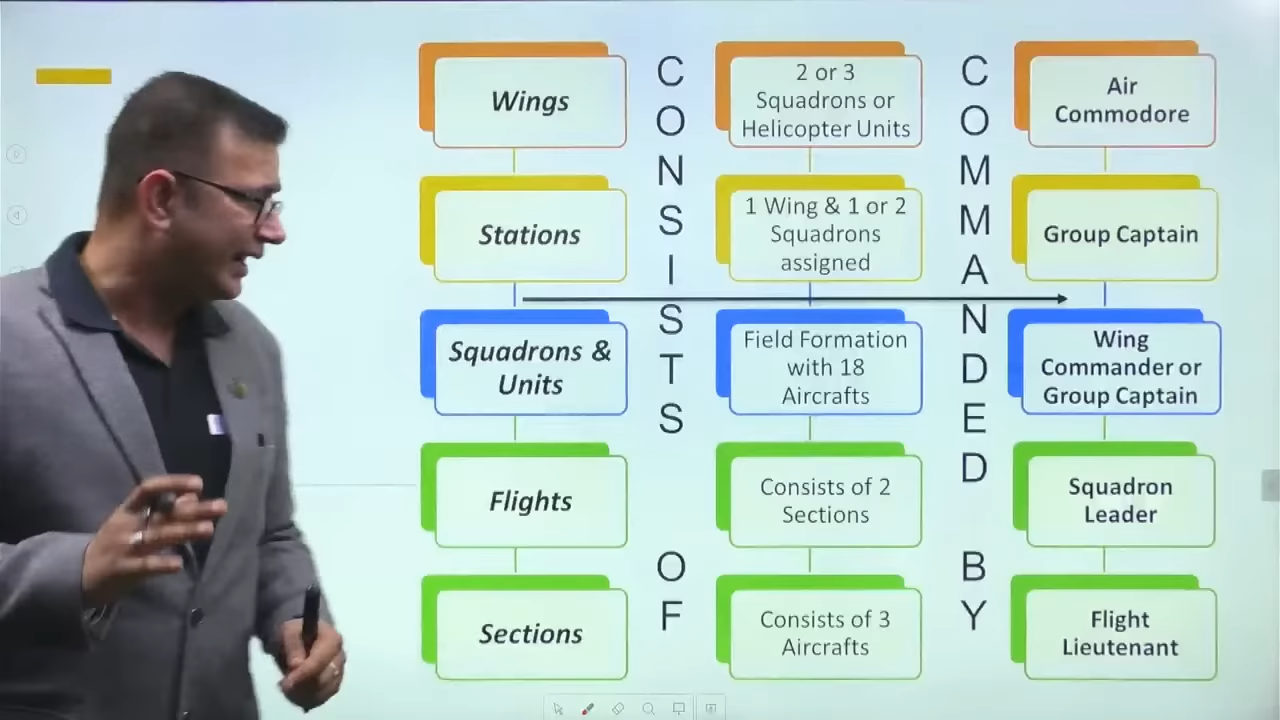 Wings
2 or 3
Squadrons or
Helicopter Units
Air
Commodore
Stations
1 Wing & 1 or 2
Squadrons
assigned
Group Captain
Squadrons &
Units
Field Formation
with 18
Aircrafts
Wing
Commander or
Group Captain
Flights
Consists of 2
Sections
Squadron
Leader
Sections
Consists of 3
Aircrafts
Flight
Lieutenant
CONSISTS OF
COMMANDED BY